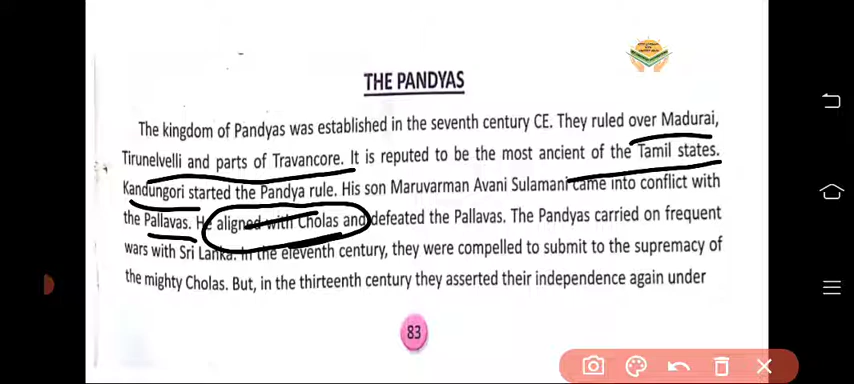 THE PANDYAS
The kingdom of Pandyas was established in the seventh century CE. They ruled over Madurai,
Tirunelvelli and parts of Travancore. It is reputed to be the most ancient of the Tamil states.
Kandungori started the Pandya rule. His son Maruvarman Avani Sulamani came into conflict with
the Pallavas. He aligned with Cholas and defeated the Pallavas. The Pandyas carried on frequent
wars with Sri Lanka. In the eleventh century, they were compelled to submit to the supremacy of
the mighty Cholas. But, in the thirteenth century they asserted their independence again under
83